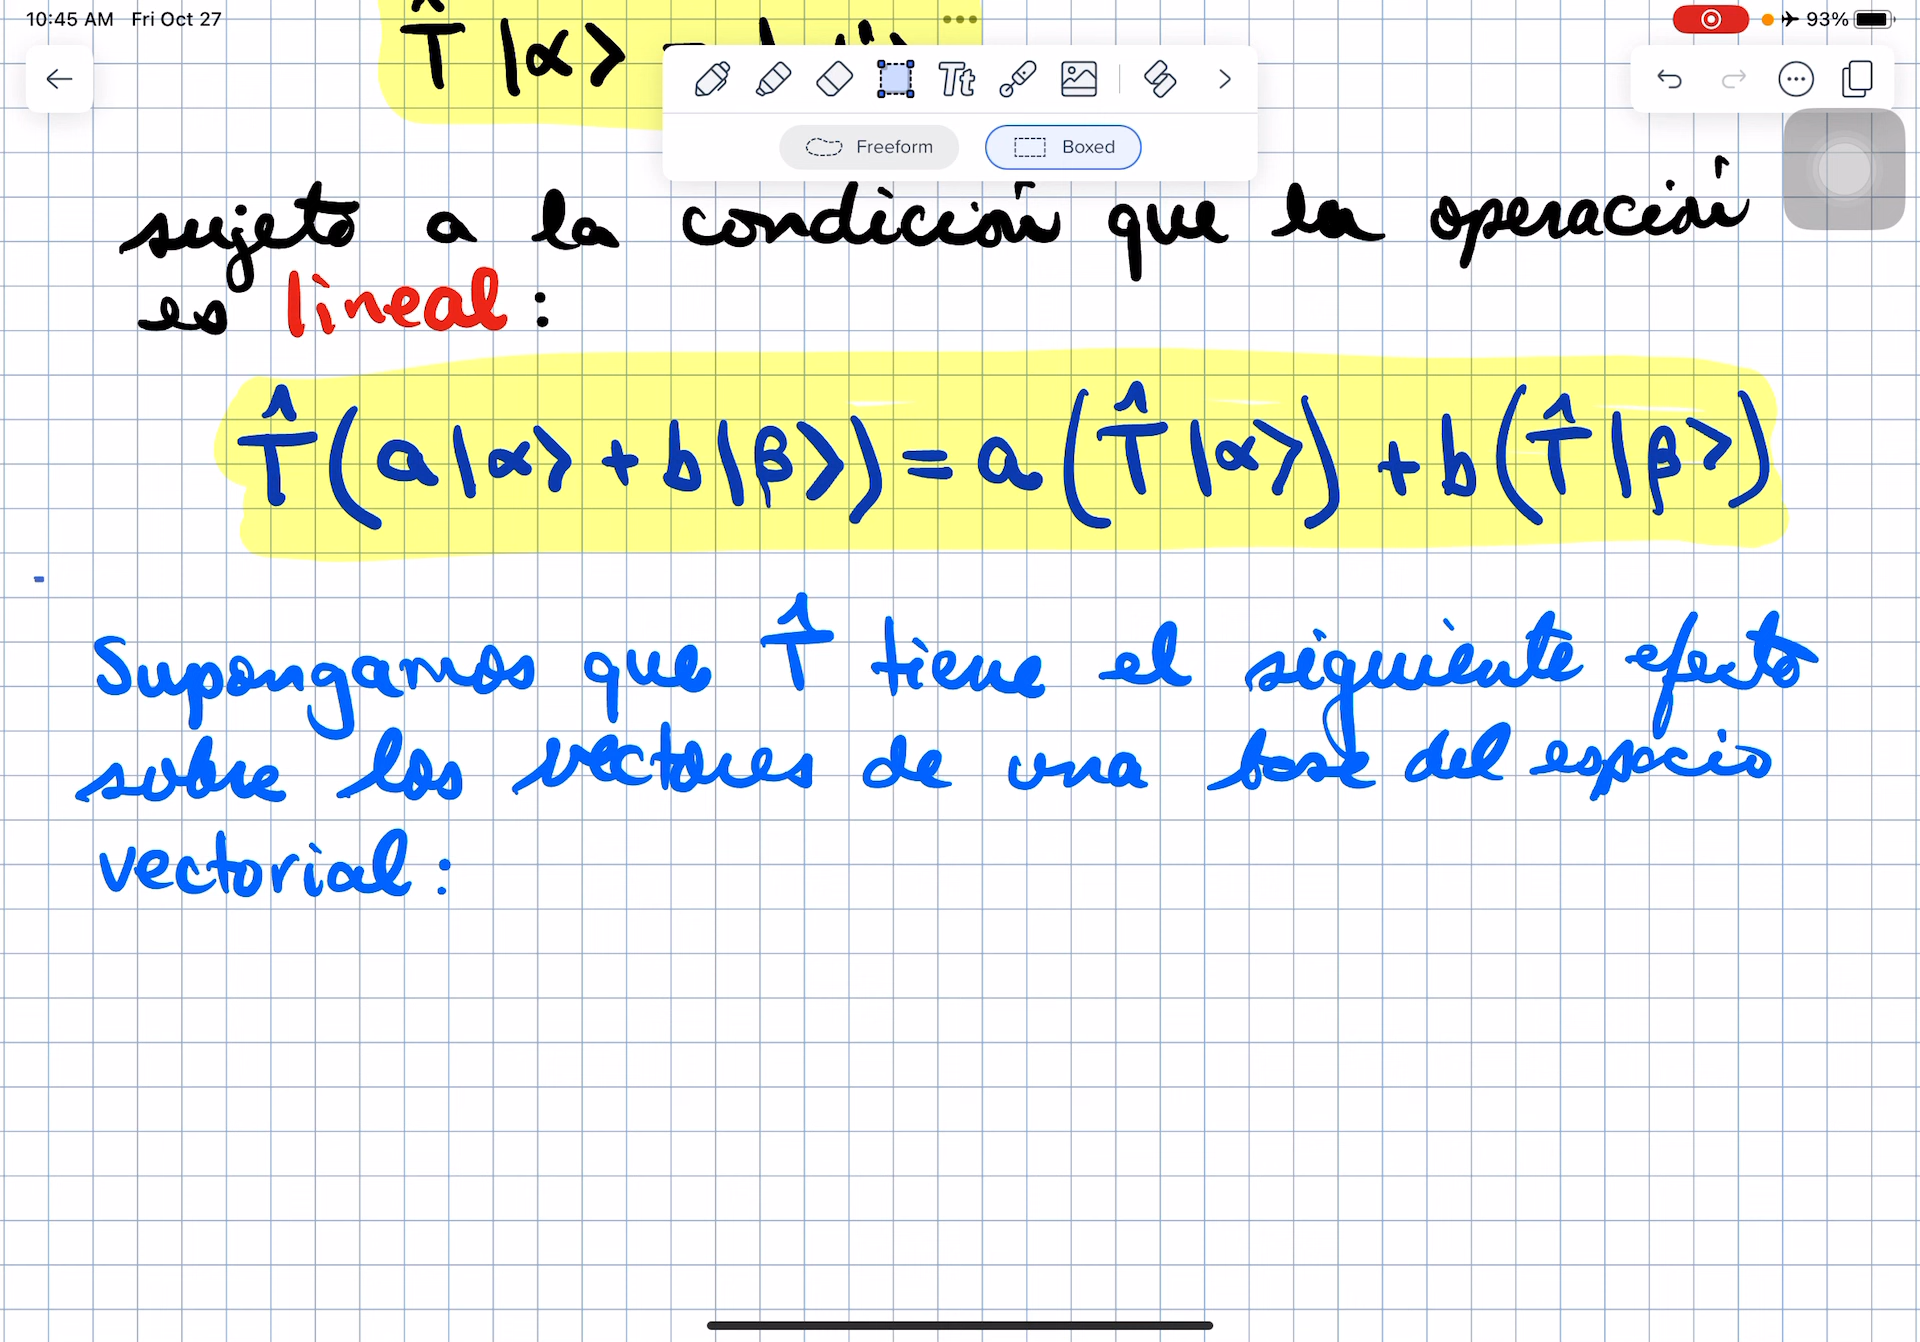 10:45 AM Fri Oct 27
93%
T̂ |α>
Tt
Freeform Boxed
sujeto a la condición que la operación
es lineal:
T̂(a|α> + b|β>) = a(T̂|α>) + b(T̂|β>)
Supongamos que T̂ tiene el siguiente efecto
sobre los vectores de una base del espacio
vectorial: